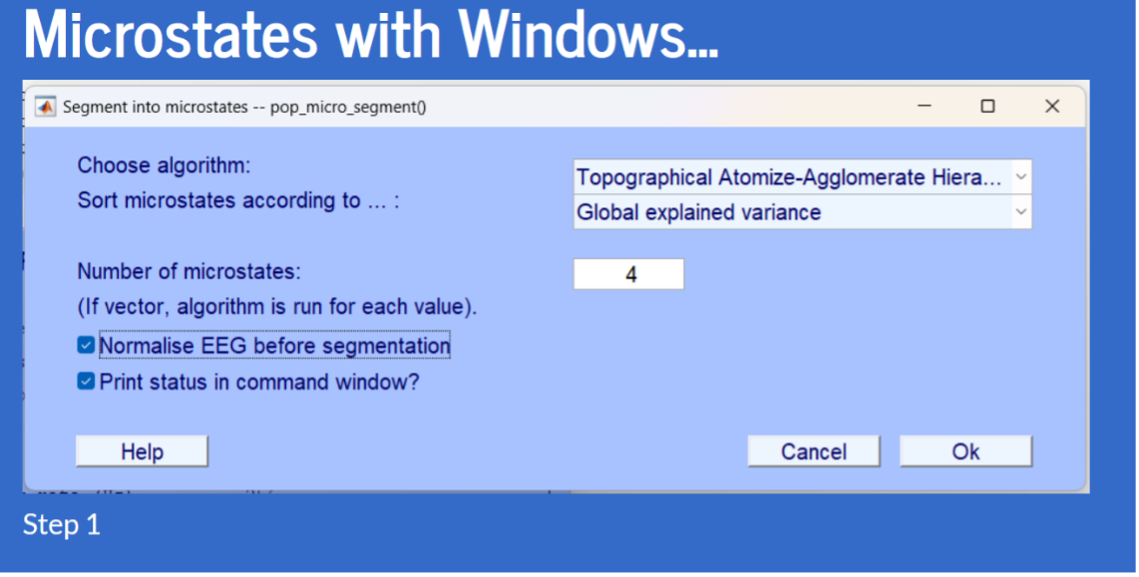 Microstates with Windows...
Segment into microstates -- pop_micro_segment()
Choose algorithm:
Topographical Atomize-Agglomerate Hiera...
Sort microstates according to ... :
Global explained variance
Number of microstates:
4
(If vector, algorithm is run for each value).
Normalise EEG before segmentation
Print status in command window?
Help
Cancel
Ok
Step 1